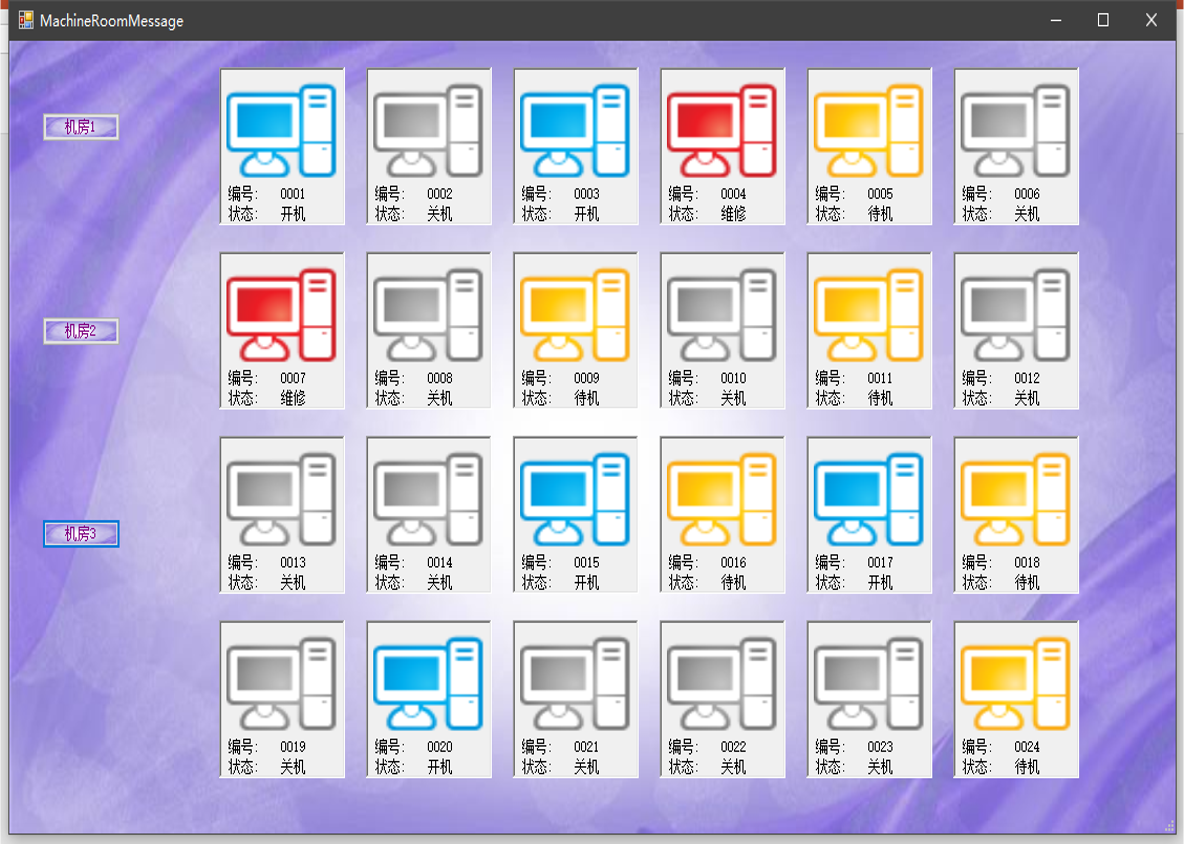 MachineRoomMessage
机房1
编号: 0001
状态: 开机
编号: 0002
状态: 关机
编号: 0003
状态: 开机
编号: 0004
状态: 维修
编号: 0005
状态: 待机
编号: 0006
状态: 关机
机房2
编号: 0007
状态: 维修
编号: 0008
状态: 关机
编号: 0009
状态: 待机
编号: 0010
状态: 关机
编号: 0011
状态: 待机
编号: 0012
状态: 关机
机房3
编号: 0013
状态: 关机
编号: 0014
状态: 关机
编号: 0015
状态: 开机
编号: 0016
状态: 待机
编号: 0017
状态: 开机
编号: 0018
状态: 待机
编号: 0019
状态: 关机
编号: 0020
状态: 开机
编号: 0021
状态: 关机
编号: 0022
状态: 关机
编号: 0023
状态: 关机
编号: 0024
状态: 待机